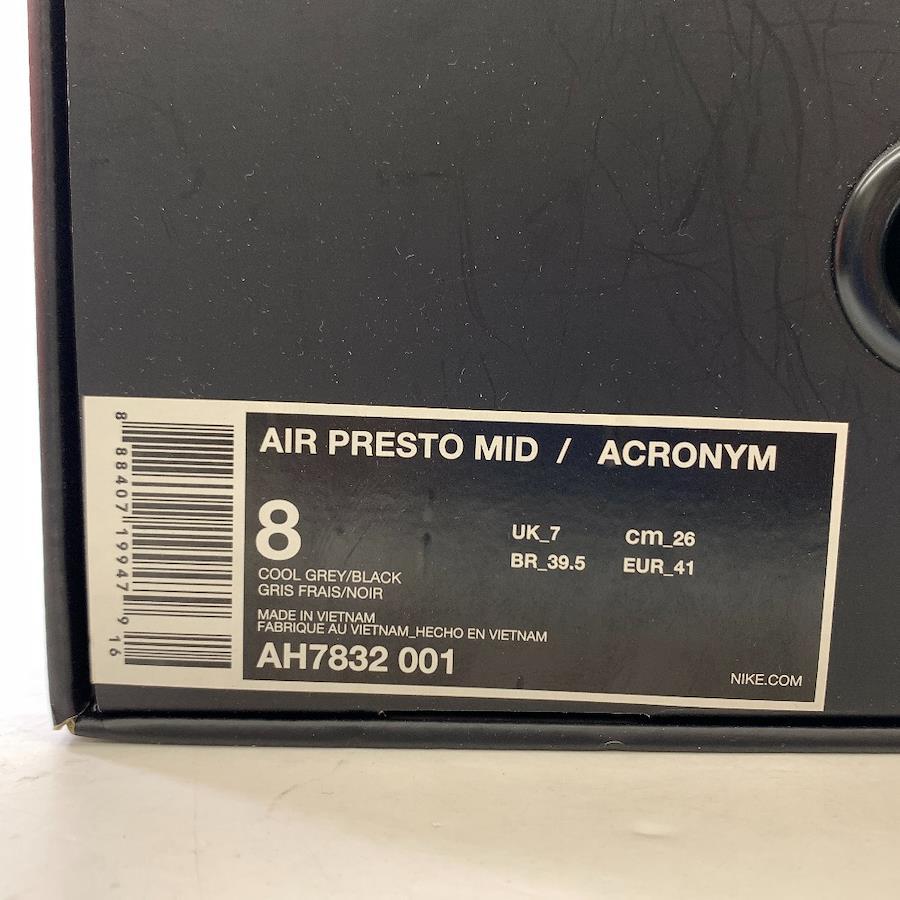 AIR PRESTO MID / ACRONYM
8
UK_7 cm_26
BR_39.5 EUR_41
COOL GREY/BLACK
GRIS FRAIS/NOIR
MADE IN VIETNAM
FABRIQUE AU VIETNAM_HECHO EN VIETNAM
AH7832 001
NIKE.COM
8 88407 19947 9 16